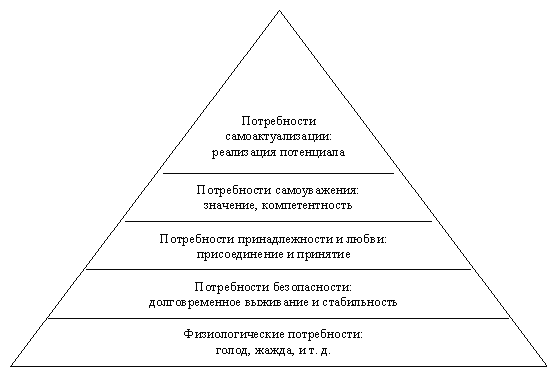 Потребности
самоактуализации:
реализация потенциала
Потребности самоуважения:
значение, компетентность
Потребности принадлежности и любви:
присоединение и принятие
Потребности безопасности:
долговременное выживание и стабильность
Физиологические потребности:
голод, жажда, и т. д.